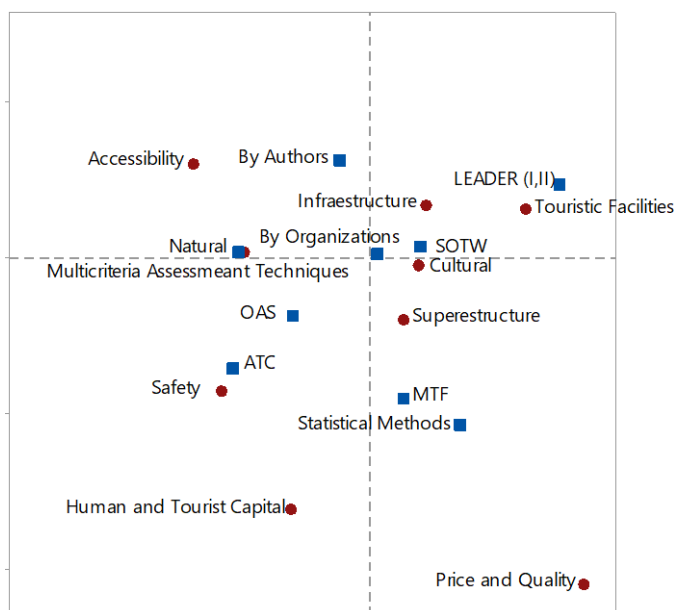 Accessibility
By Authors
LEADER (I,II)
Infraestructure
Touristic Facilities
Natural
By Organizations
SOTW
Multicriteria Assessmeant Techniques
Cultural
OAS
Superestructure
ATC
Safety
MTF
Statistical Methods
Human and Tourist Capital
Price and Quality